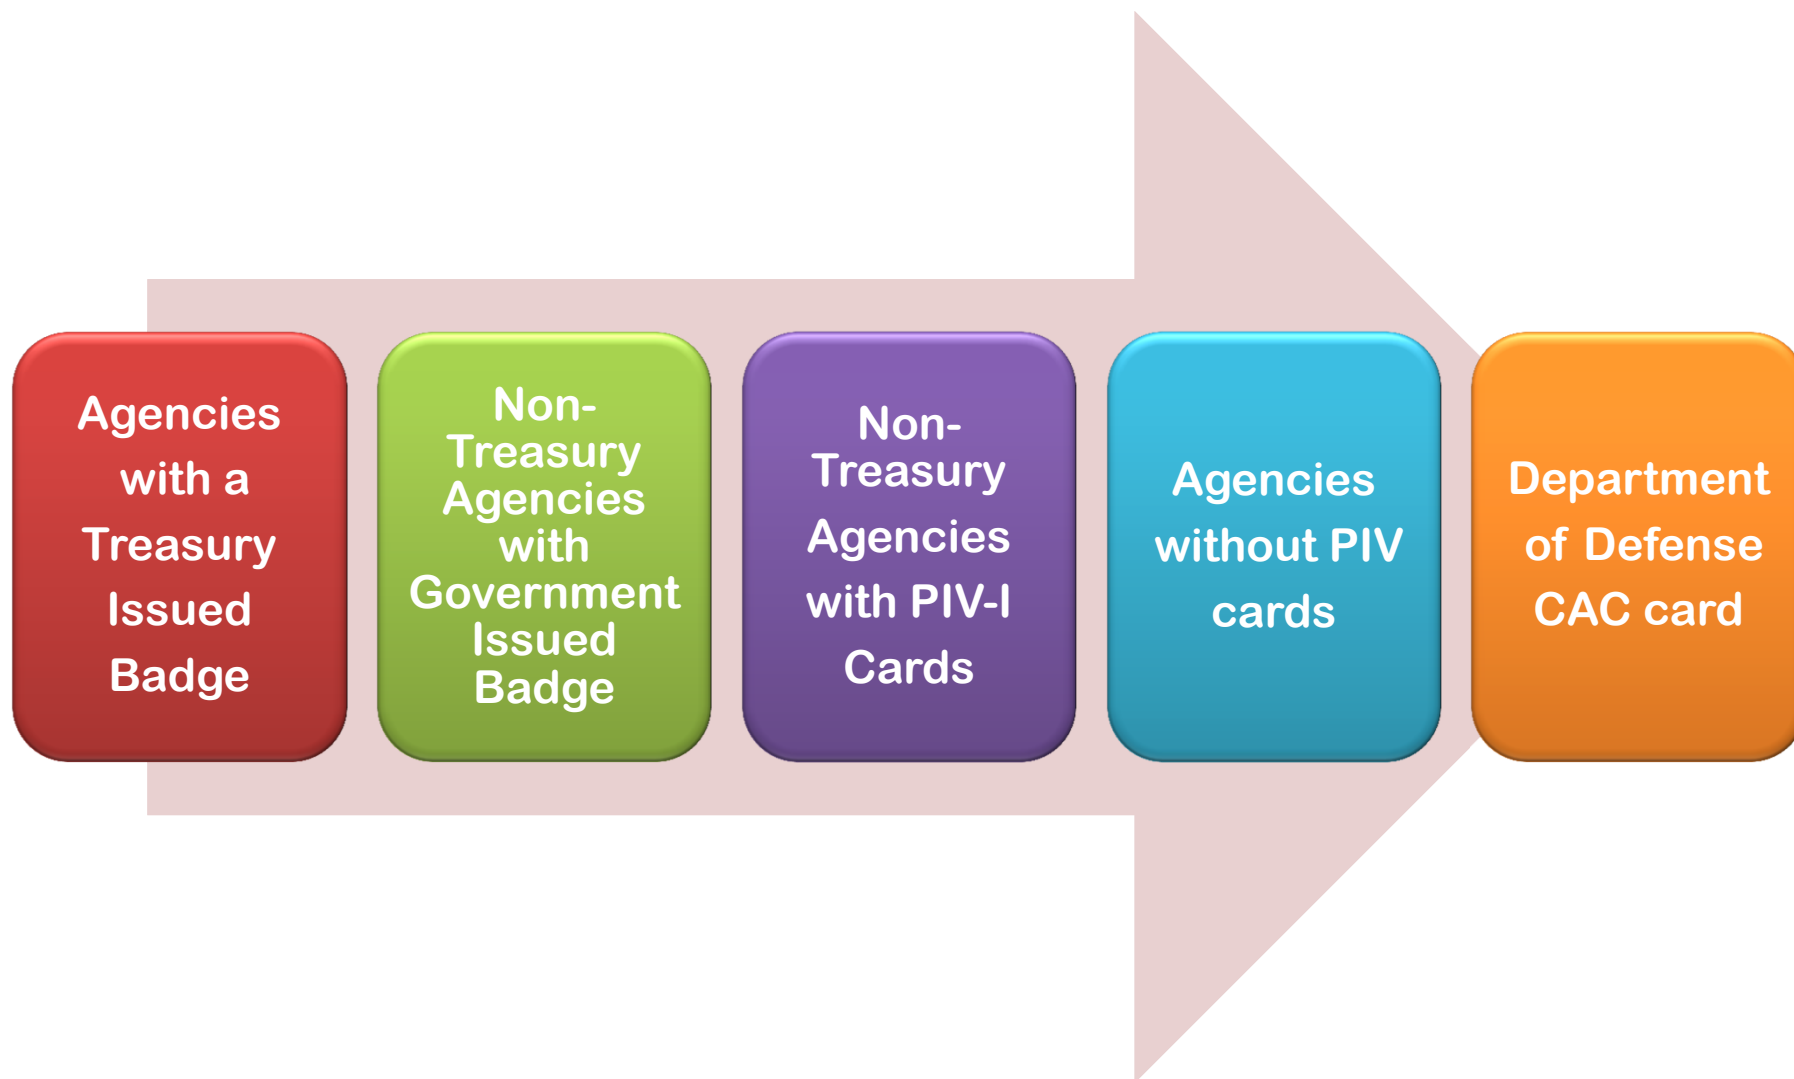 Agencies
with a
Treasury
Issued
Badge
Non-
Treasury
Agencies
with
Government
Issued
Badge
Non-
Treasury
Agencies
with PIV-I
Cards
Agencies
without PIV
cards
Department
of Defense
CAC card